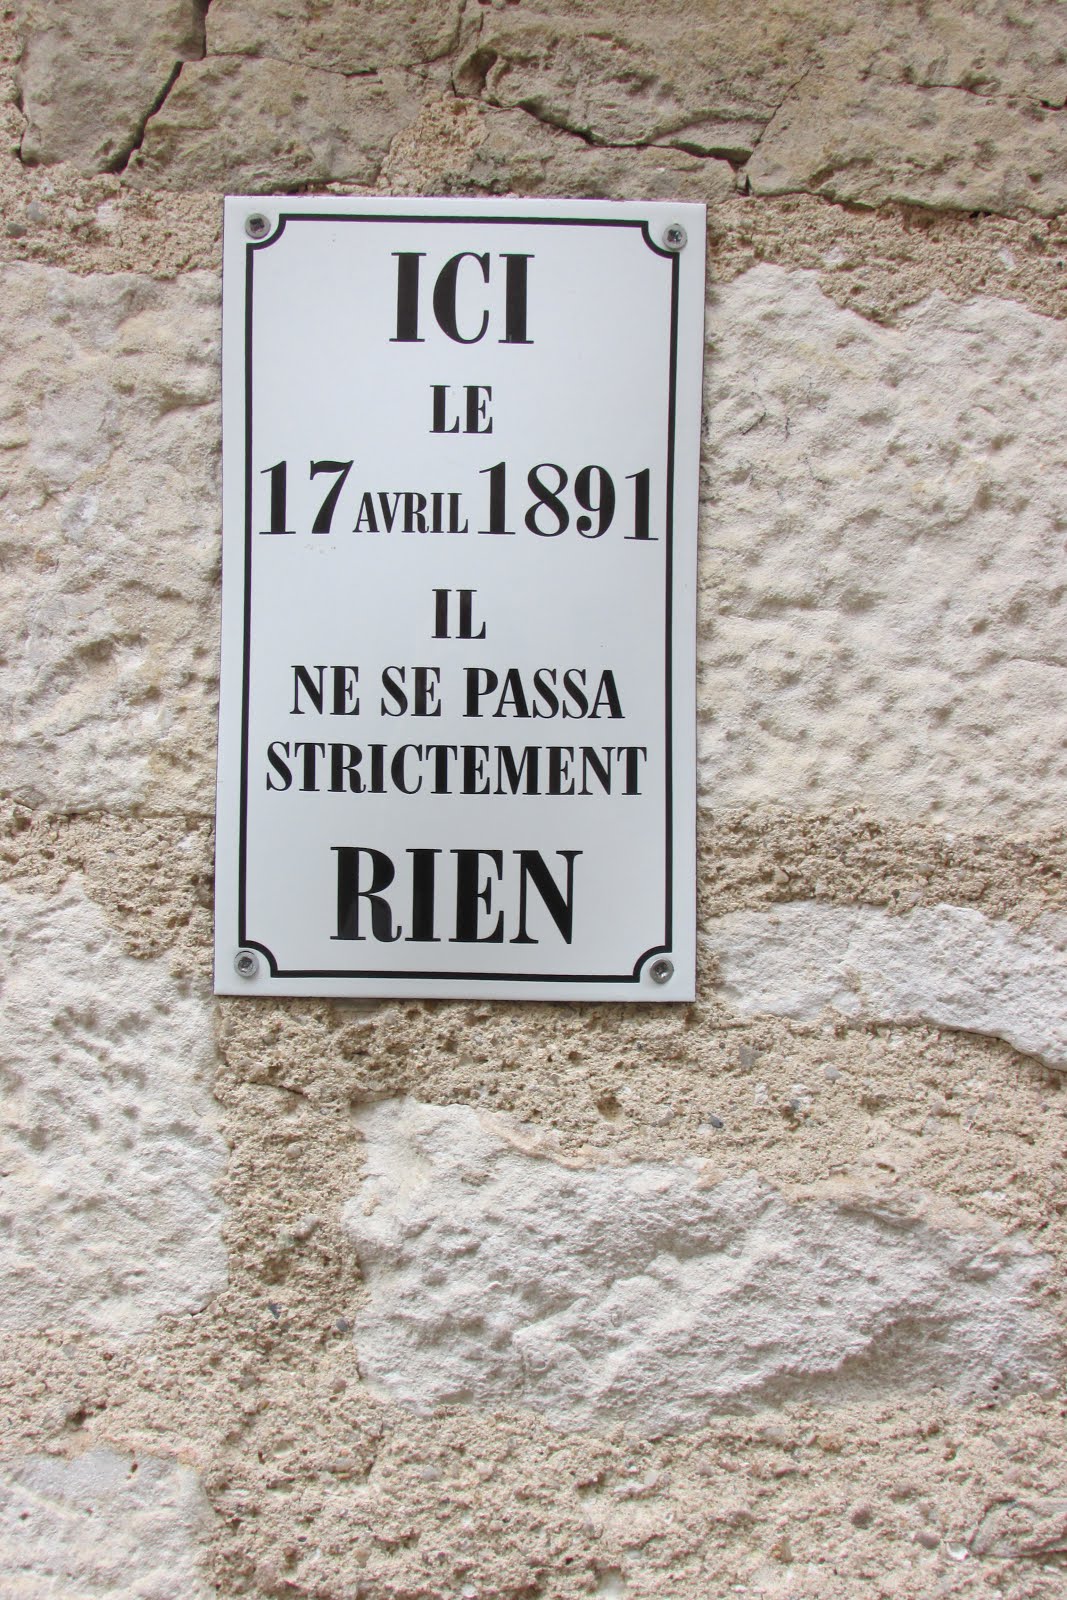 ICI
LE
17 AVRIL 1891
IL
NE SE PASSA
STRICTEMENT
RIEN